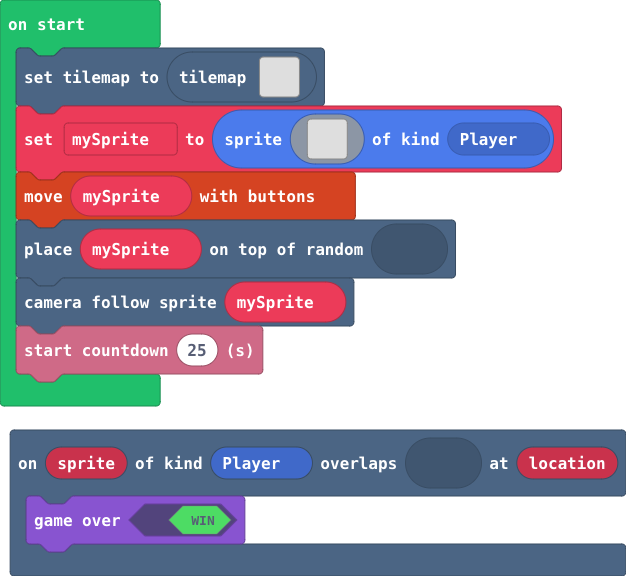 on start
set tilemap to tilemap
set mySprite to sprite of kind Player
move mySprite with buttons
place mySprite on top of random
camera follow sprite mySprite
start countdown 25 (s)
on sprite of kind Player overlaps at location
game over WIN